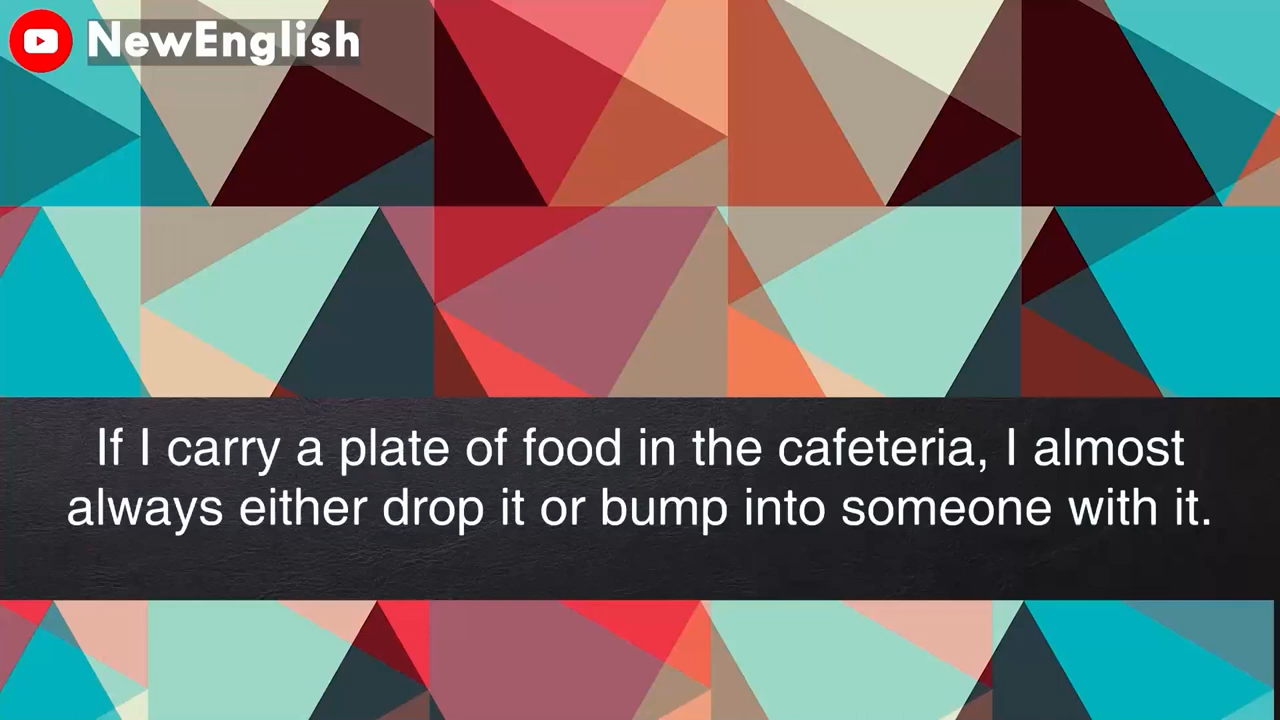 NewEnglish
If I carry a plate of food in the cafeteria, I almost
always either drop it or bump into someone with it.